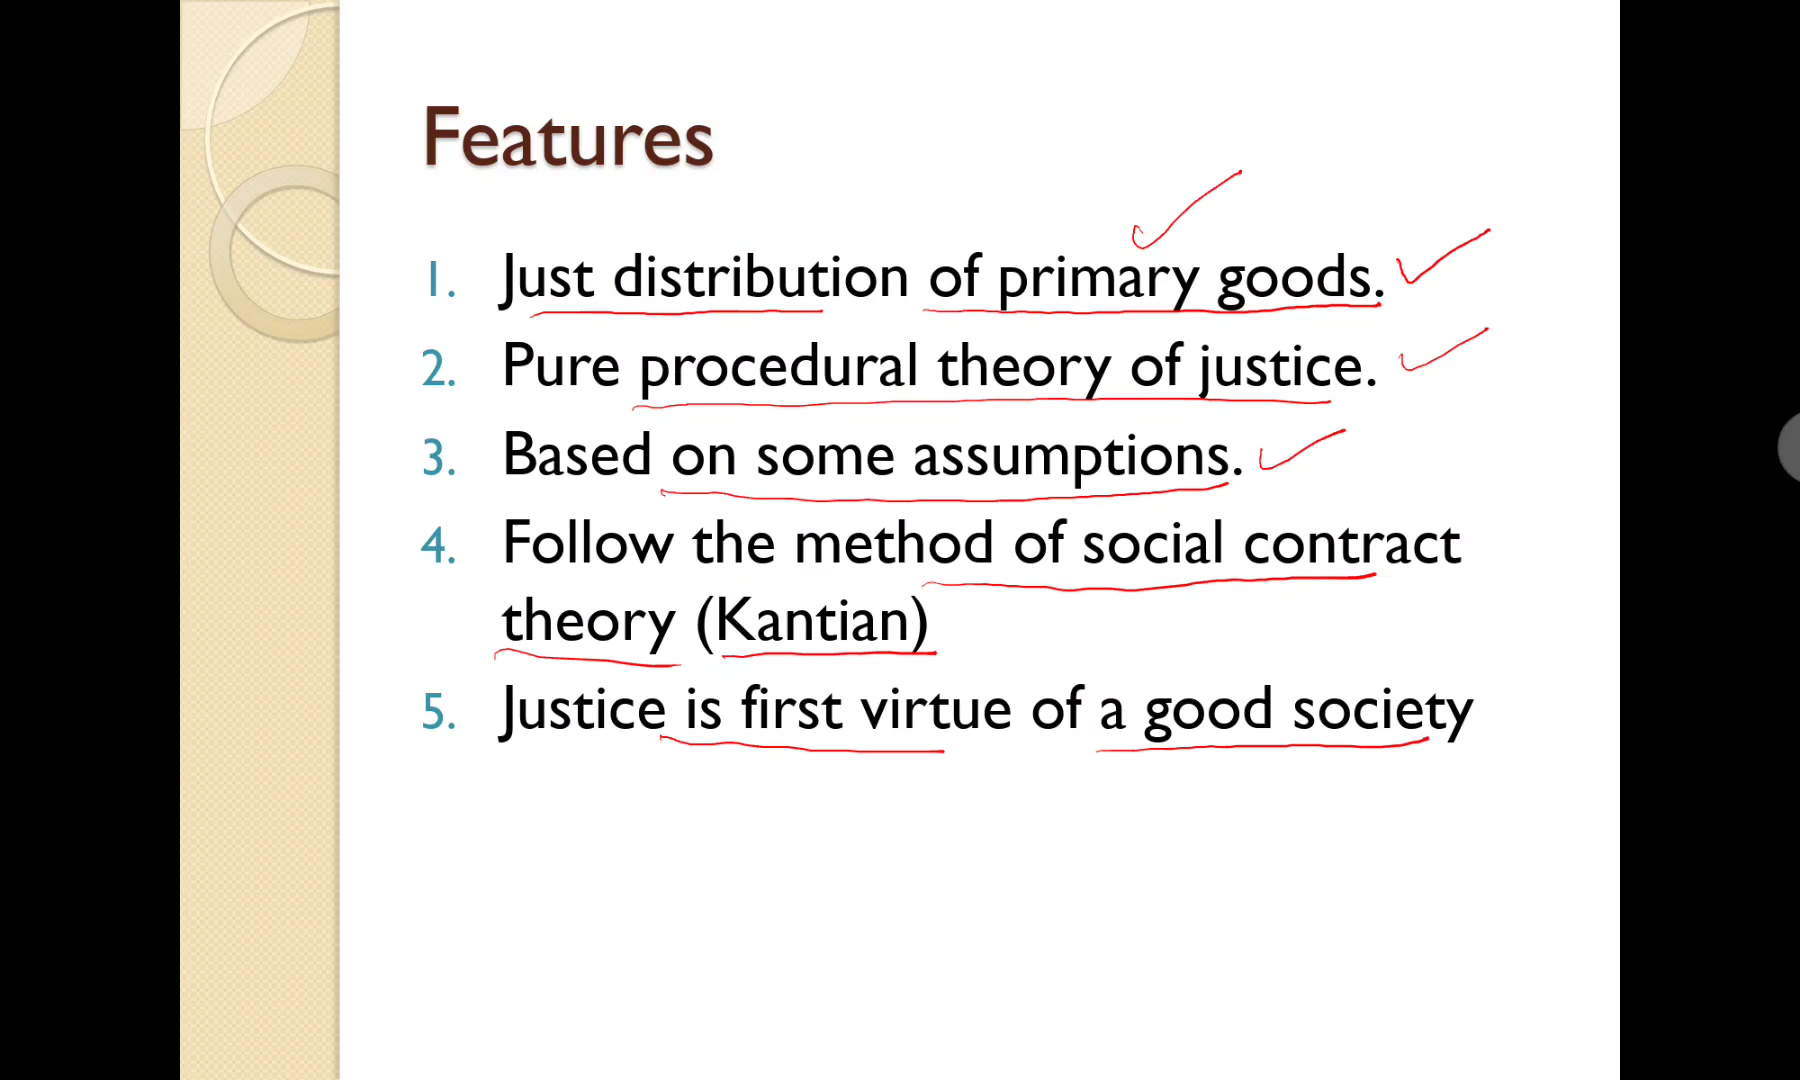 Features
1. Just distribution of primary goods.
2. Pure procedural theory of justice.
3. Based on some assumptions.
4. Follow the method of social contract
theory (Kantian)
5. Justice is first virtue of a good society